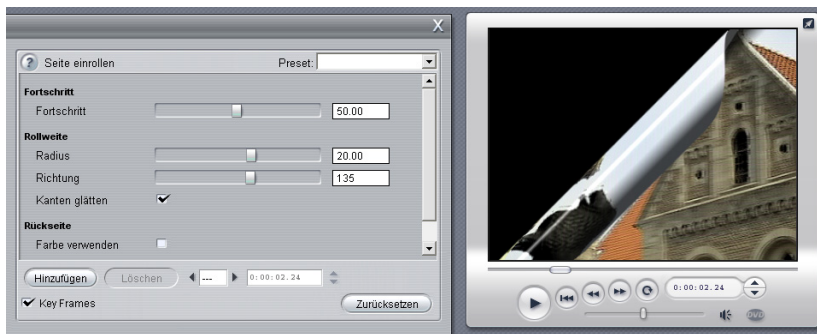 X
? Seite einrollen Preset:
Fortschritt
Fortschritt 50.00
Rollweite
Radius 20.00
Richtung 135
Kanten glätten
Rückseite
Farbe verwenden
Hinzufügen Löschen --- 0:00:02.24
Key Frames Zurücksetzen
0:00:02.24
DVD